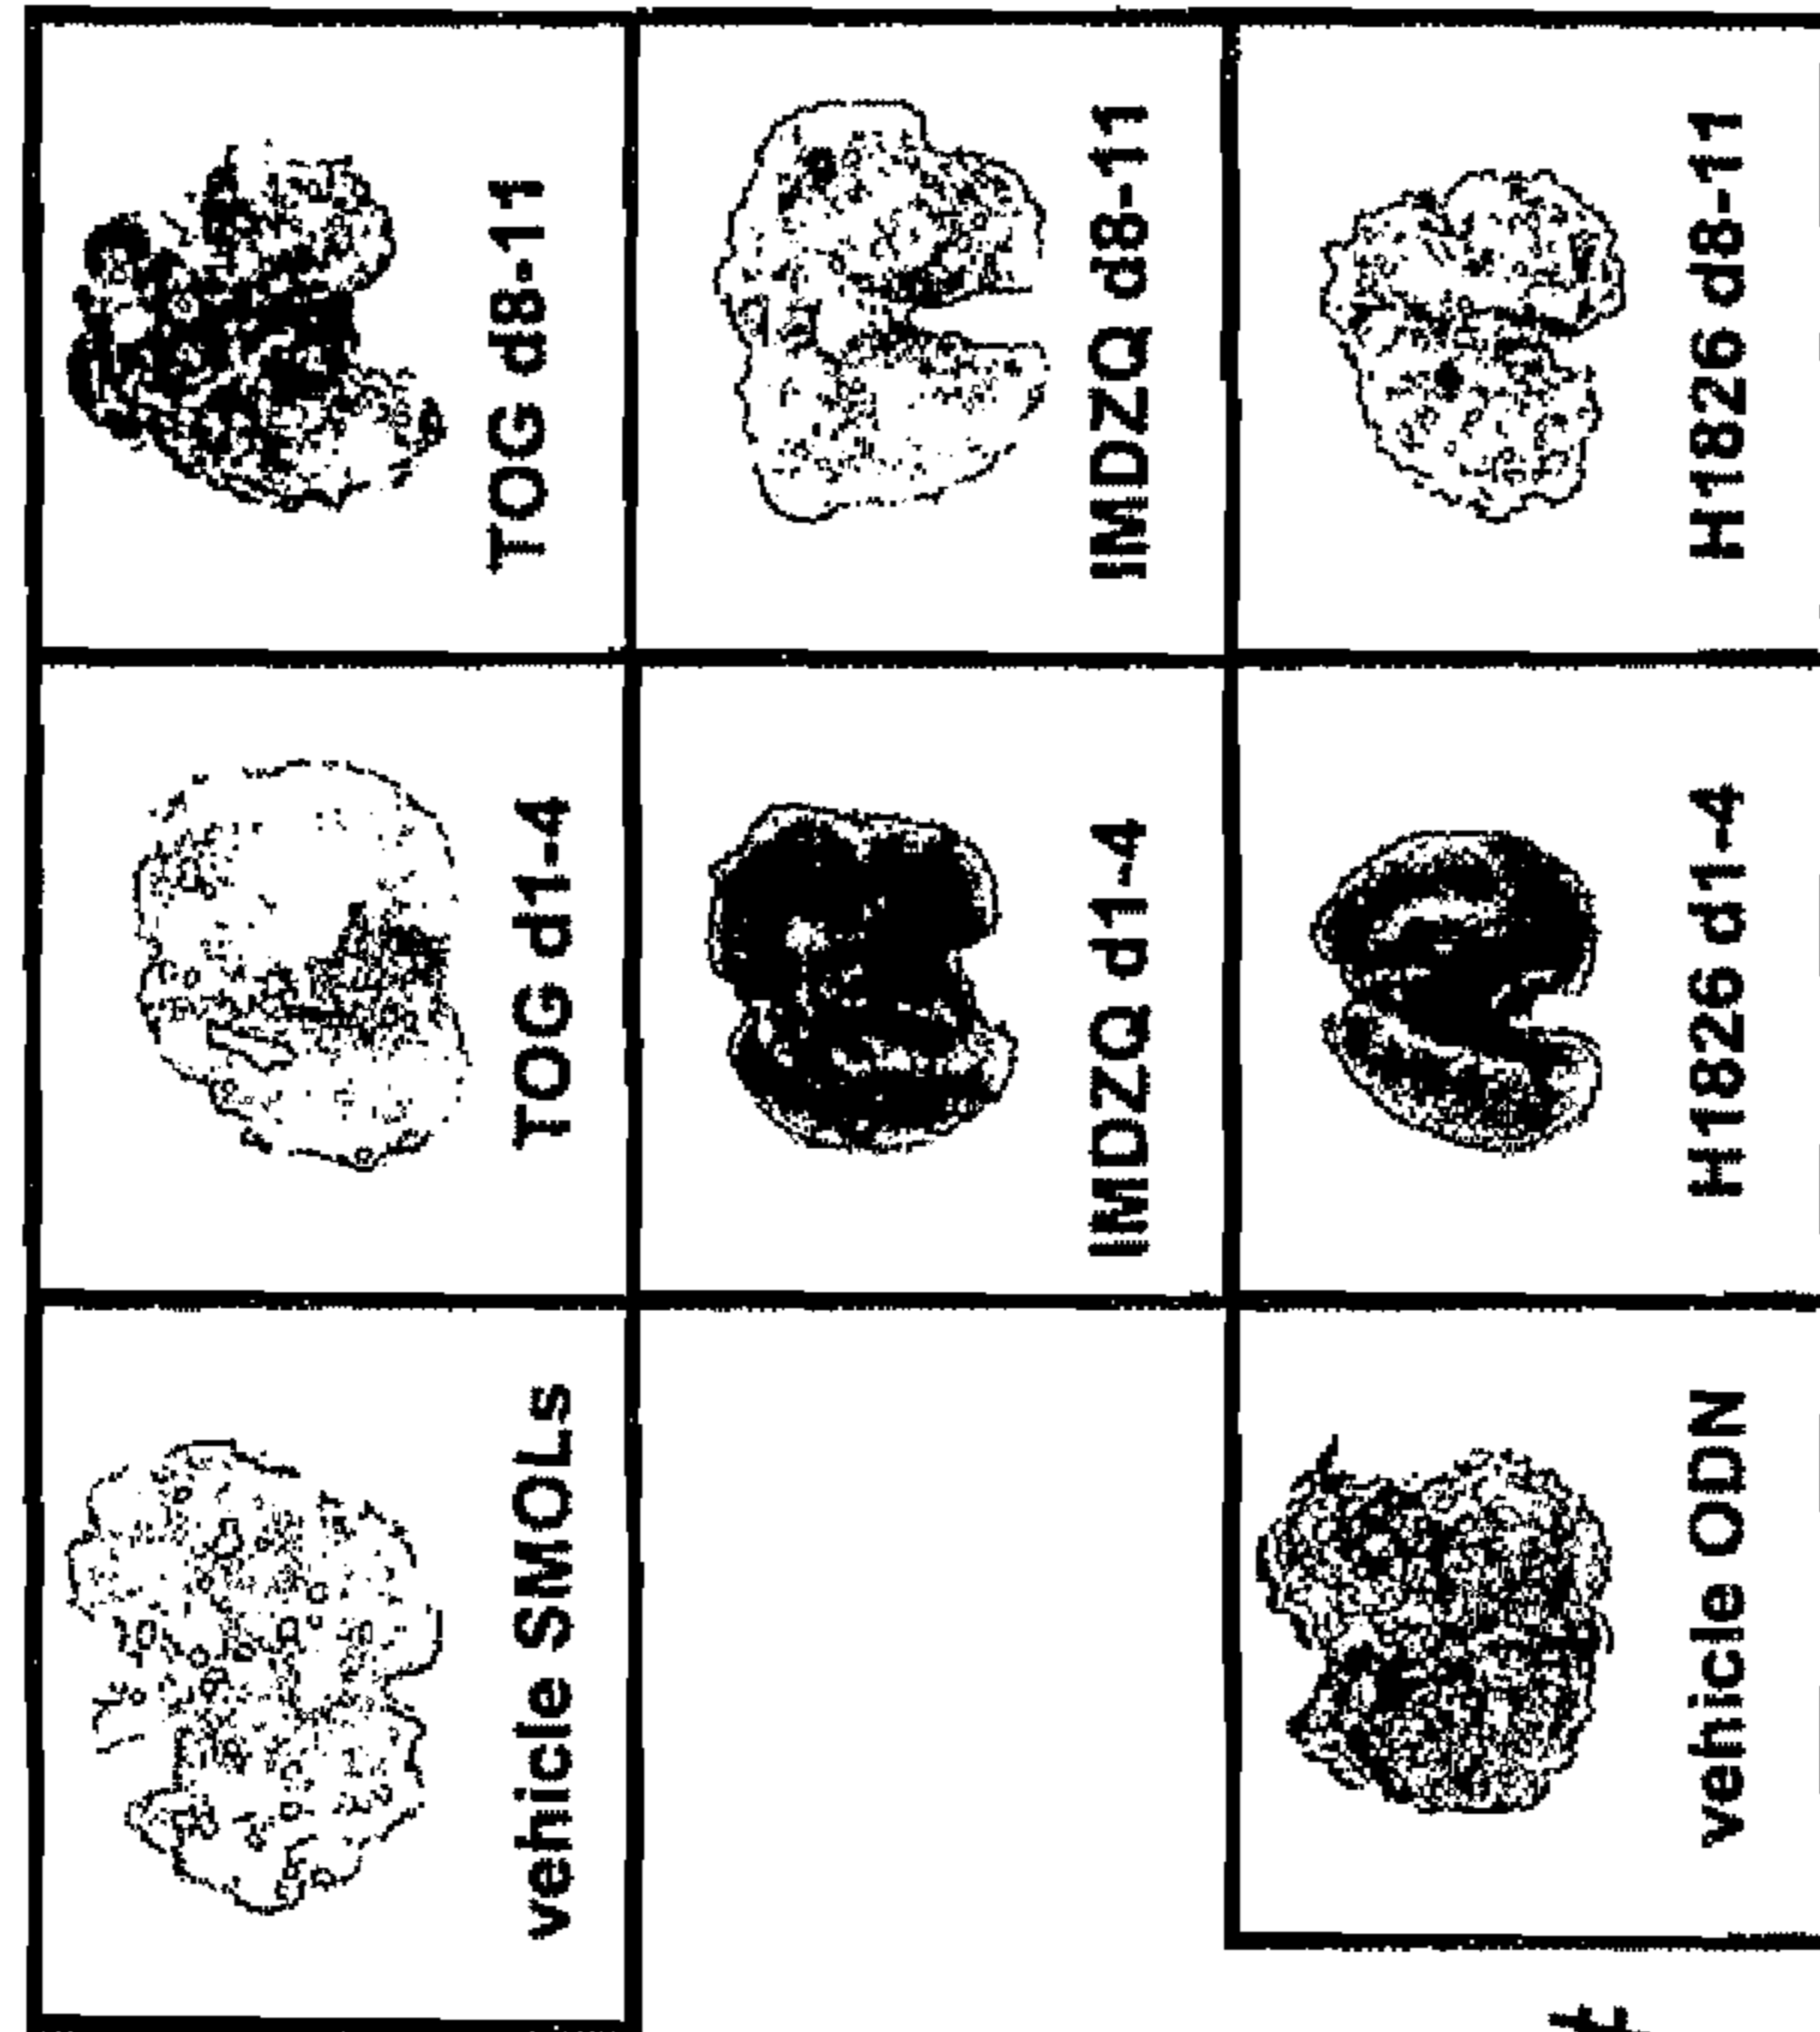 vehicle SMOLs
TOG d1-4
TOG d8-11
IMDZQ d1-4
IMDZQ d8-11
vehicle ODN
H1826 d1-4
H1826 d8-11